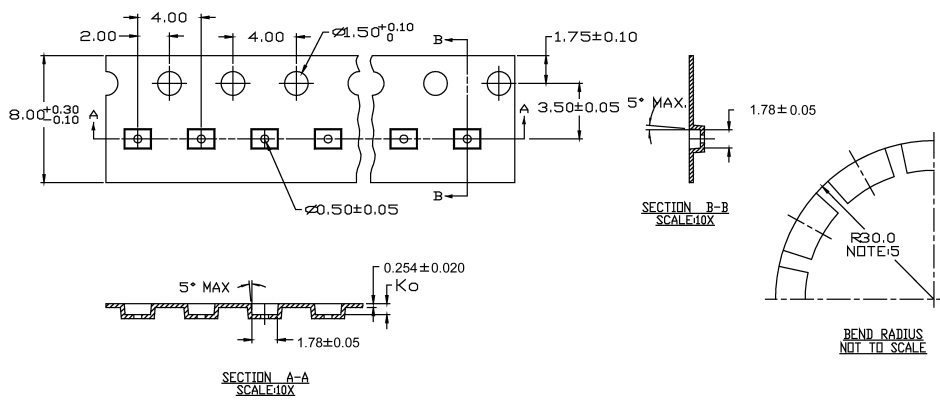 4.00
2.00
4.00
⌀1.50 +0.10 0
B
1.75±0.10
8.00 +0.30 -0.10
A
A
3.50±0.05
5° MAX.
1.78±0.05
B
⌀0.50±0.05
SECTION B-B
SCALE:10X
R30.0
NOTE:5
5° MAX
0.254±0.020
Ko
1.78±0.05
BEND RADIUS
NOT TO SCALE
SECTION A-A
SCALE:10X